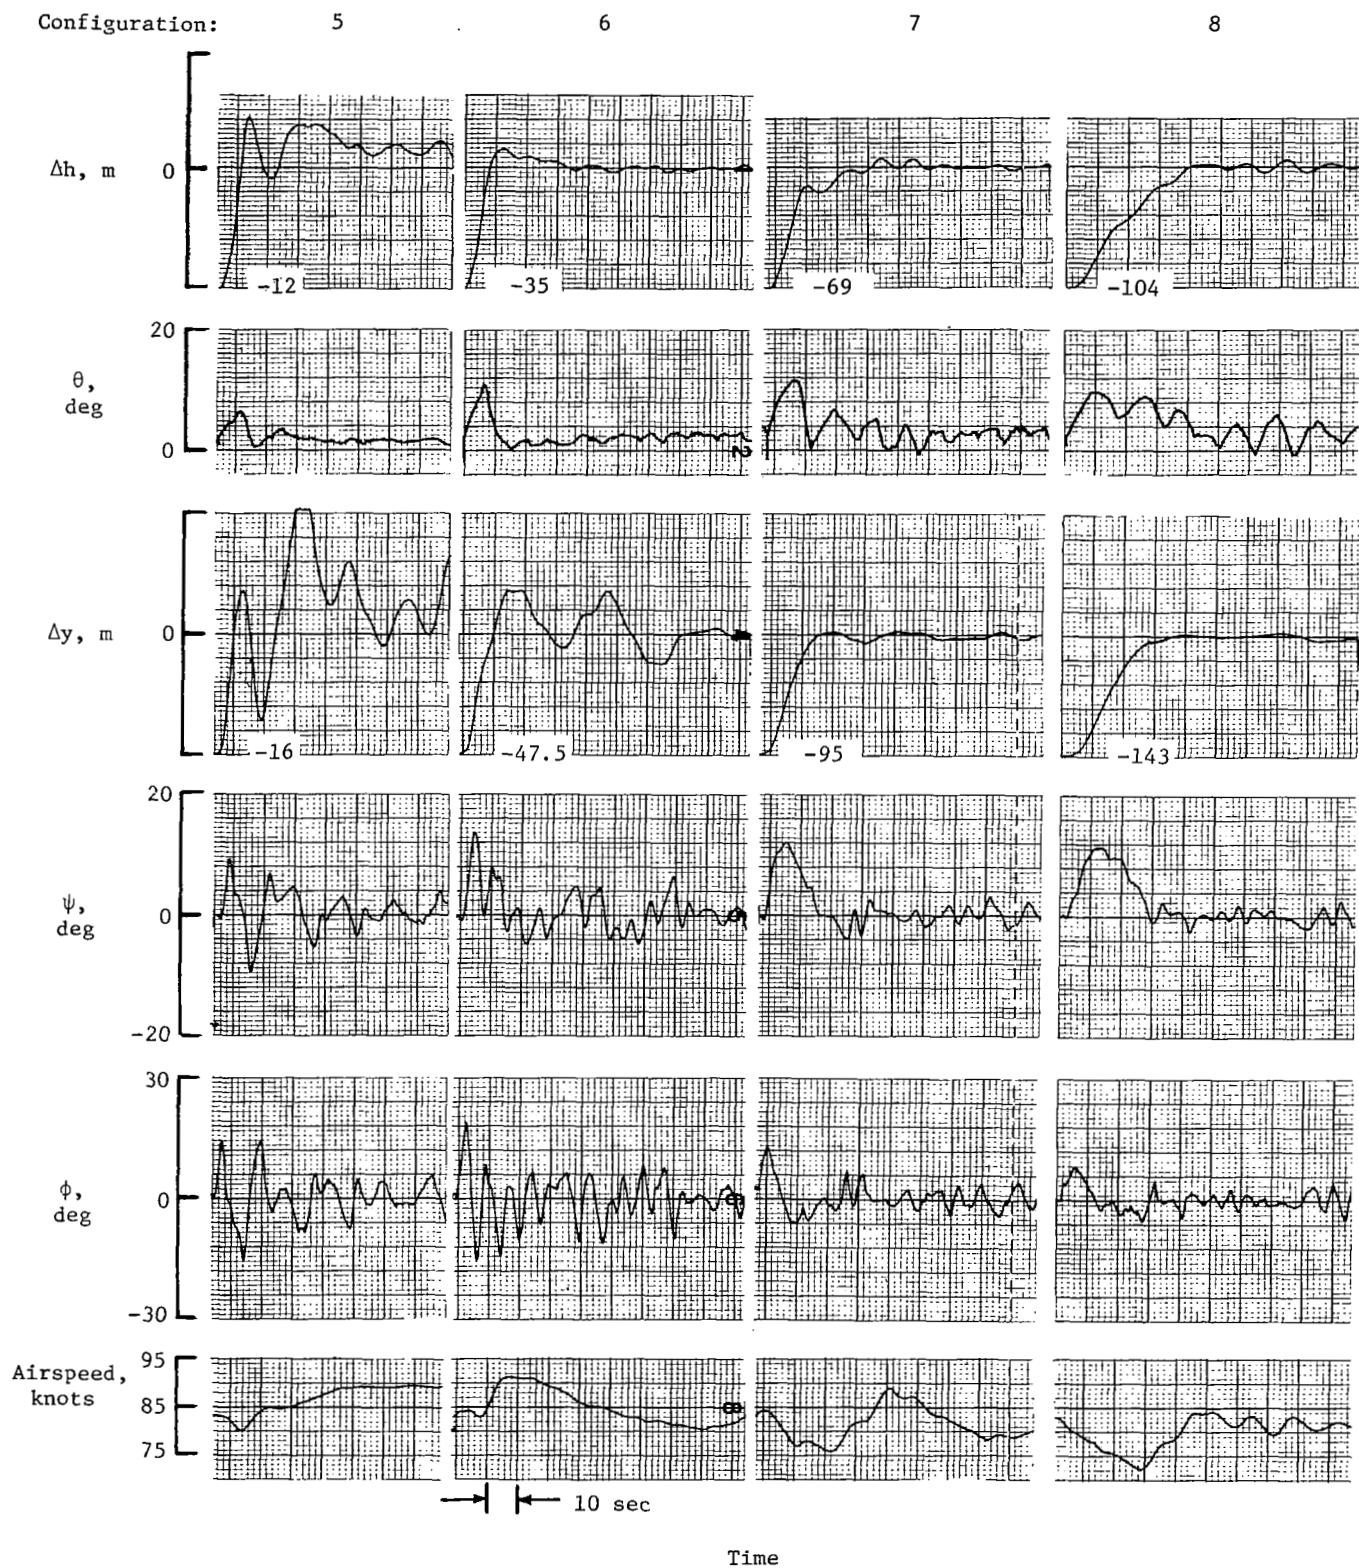 Configuration: 5 6 7 8
Δh, m 0
-12 -35 -69 -104
20
θ,
deg
0
Δy, m 0
-16 -47.5 -95 -143
20
ψ,
deg
0
-20
30
φ,
deg
0
-30
Airspeed,
knots
95
85
75
10 sec
Time